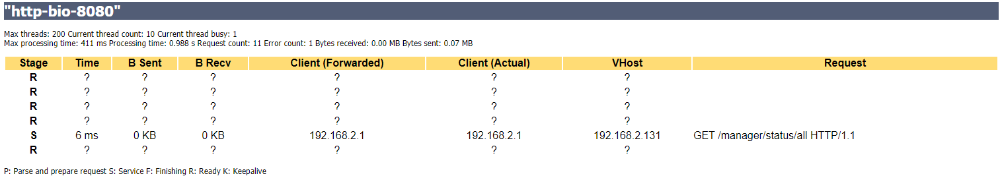 "http-bio-8080"
Max threads: 200 Current thread count: 10 Current thread busy: 1
Max processing time: 411 ms Processing time: 0.988 s Request count: 11 Error count: 1 Bytes received: 0.00 MB Bytes sent: 0.07 MB
Stage Time B Sent B Recv Client (Forwarded) Client (Actual) VHost Request
R ? ? ? ? ? ?
R ? ? ? ? ? ?
R ? ? ? ? ? ?
R ? ? ? ? ? ?
S 6 ms 0 KB 0 KB 192.168.2.1 192.168.2.1 192.168.2.131 GET /manager/status/all HTTP/1.1
R ? ? ? ? ? ?
P: Parse and prepare request S: Service F: Finishing R: Ready K: Keepalive